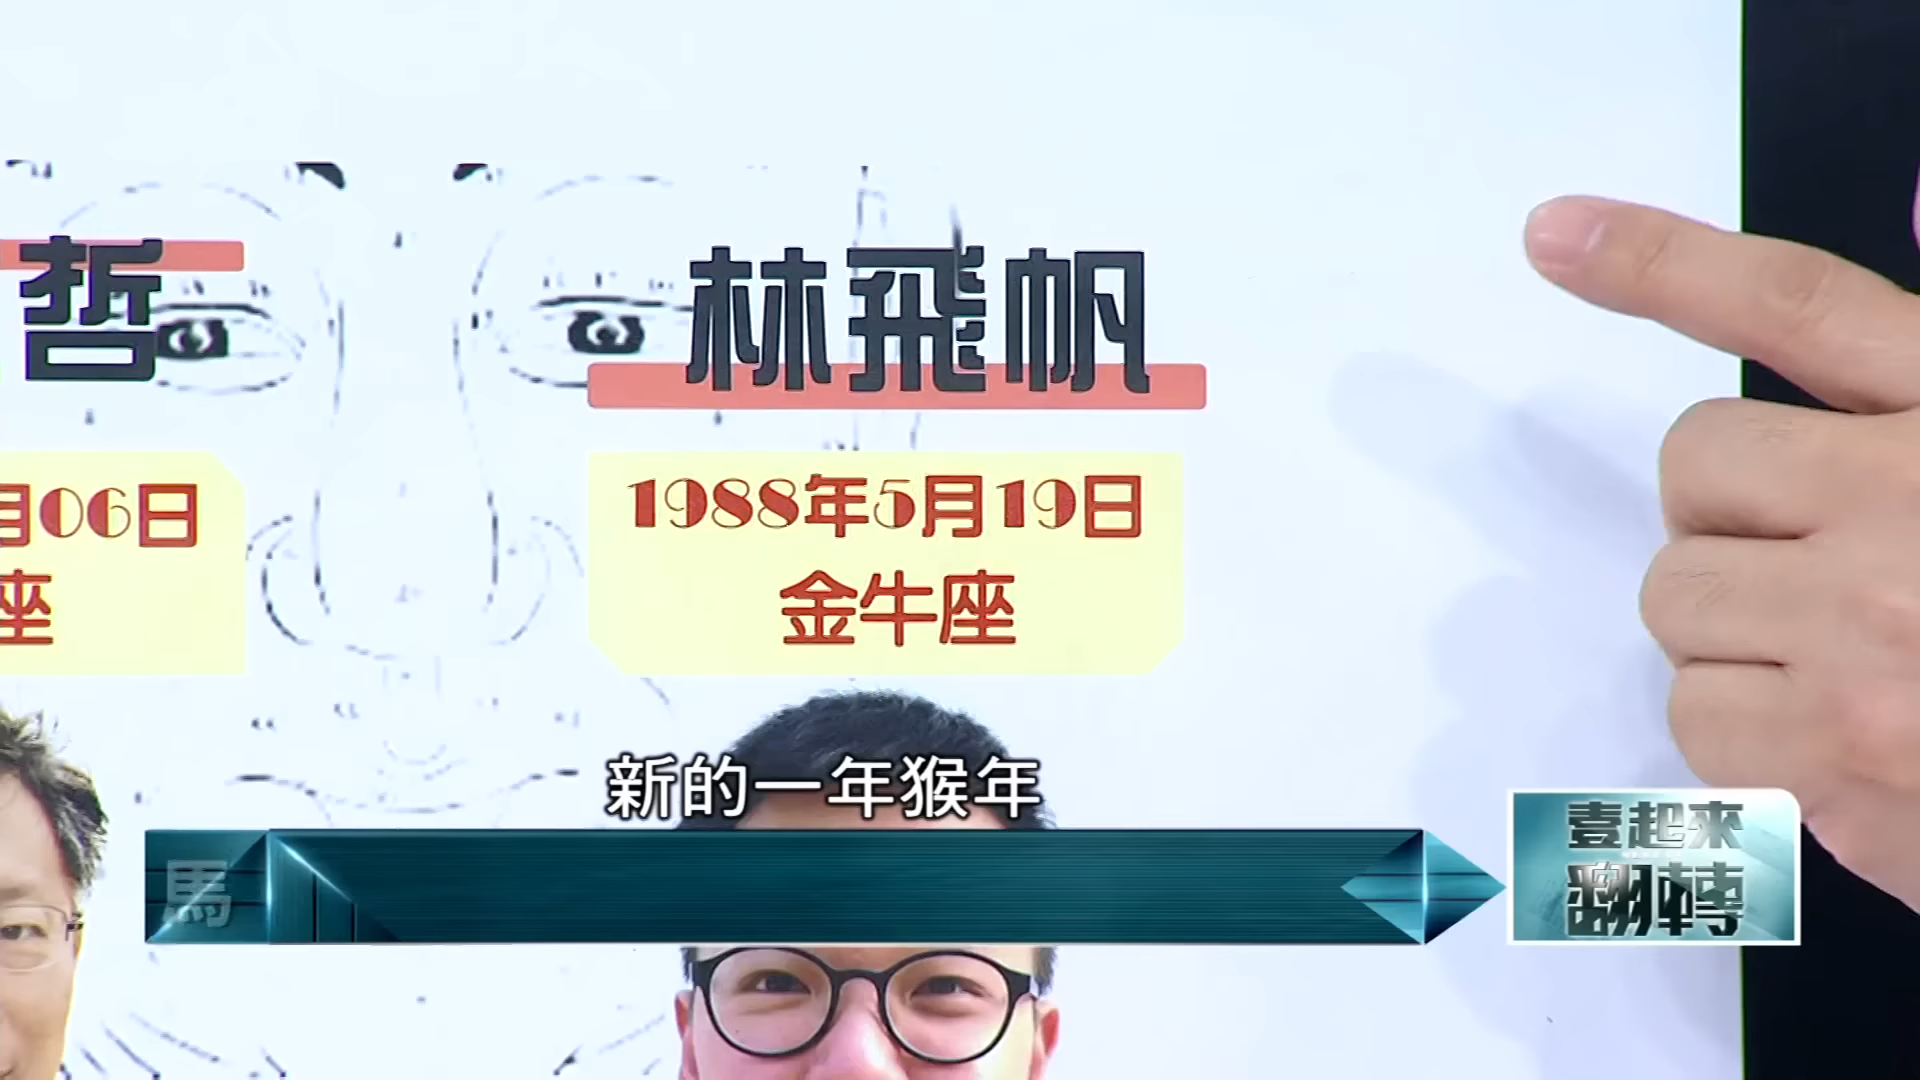 哲
林飛帆
月06日
1988年5月19日
座
金牛座
新的一年猴年
馬
壹起來
翻轉